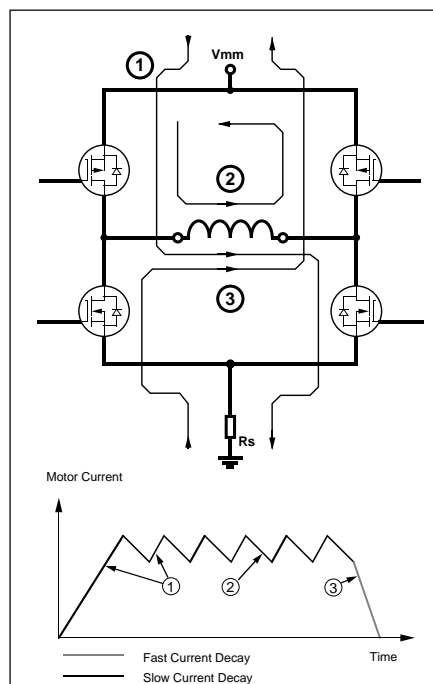 1
Vmm
2
3
Rs
Motor Current
1
2
3
Time
Fast Current Decay
Slow Current Decay